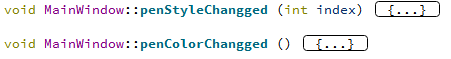 void MainWindow::penStyleChangged (int index) {...}
void MainWindow::penColorChangged () {...}